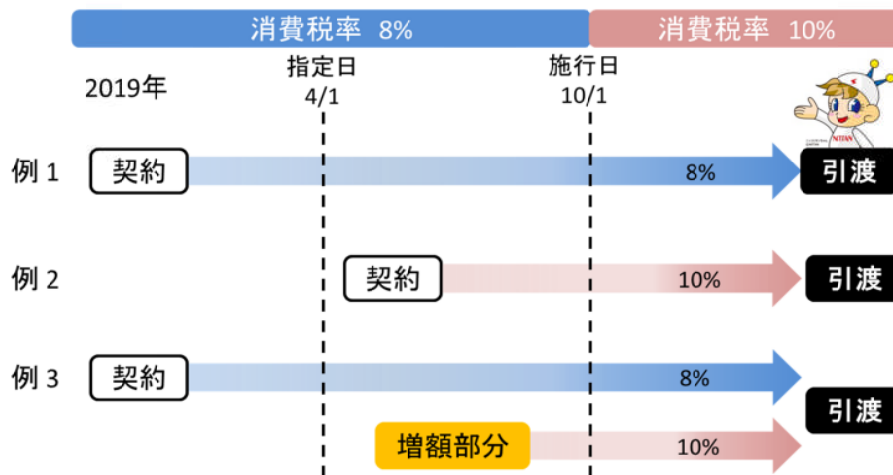 消費税率 8%
消費税率 10%
2019年
指定日
4/1
施行日
10/1
NITTAN
例 1
契約
8%
引渡
例 2
契約
10%
引渡
例 3
契約
8%
引渡
増額部分
10%